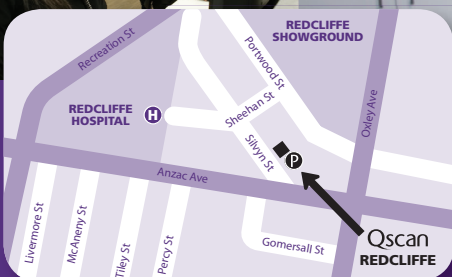 REDCLIFFE
SHOWGROUND
Recreation St
Portwood St
REDCLIFFE
HOSPITAL
H
Sheehan St
Oxley Ave
Silvyn St
P
Anzac Ave
Livermore St
McAneny St
Tiley St
Percy St
Gomersall St
Qscan
REDCLIFFE